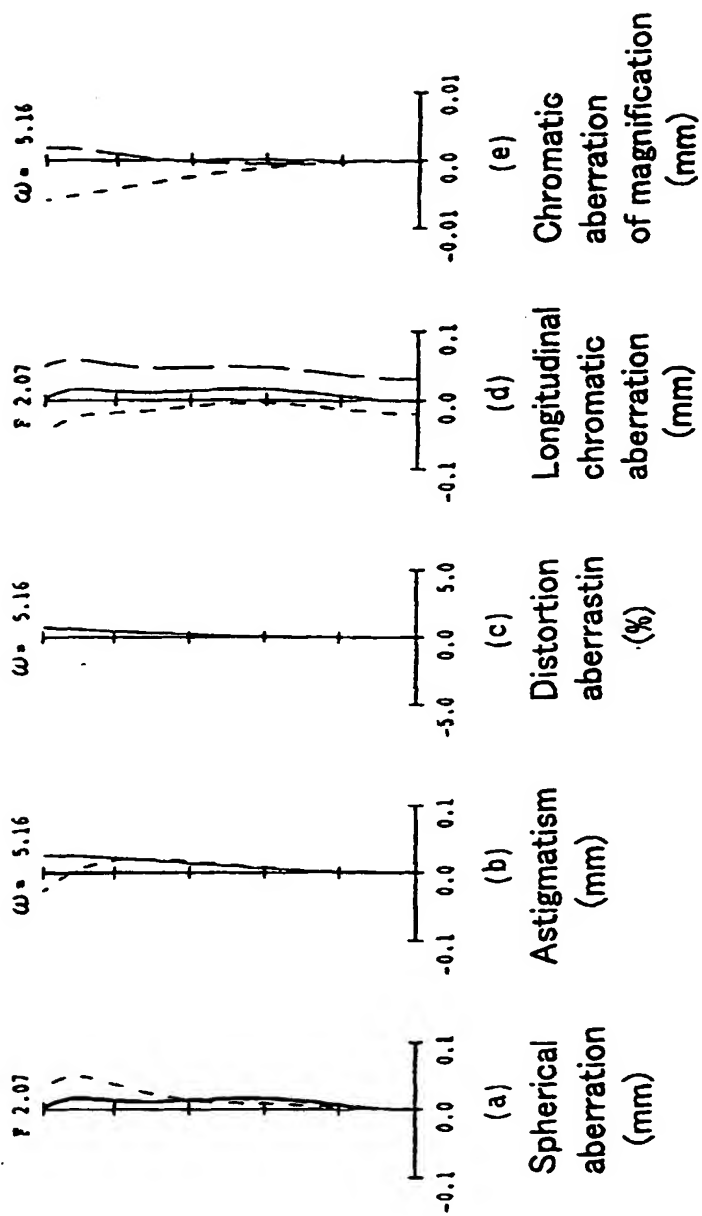 F 2.07
-0.1 0.0 0.1
(a)
Spherical
aberration
(mm)
ω= 5.16
-0.1 0.0 0.1
(b)
Astigmatism
(mm)
ω= 5.16
-5.0 0.0 5.0
(c)
Distortion
aberrastin
(%)
F 2.07
-0.1 0.0 0.1
(d)
Longitudinal
chromatic
aberration
(mm)
ω= 5.16
-0.01 0.0 0.01
(e)
Chromatic
aberration
of magnification
(mm)